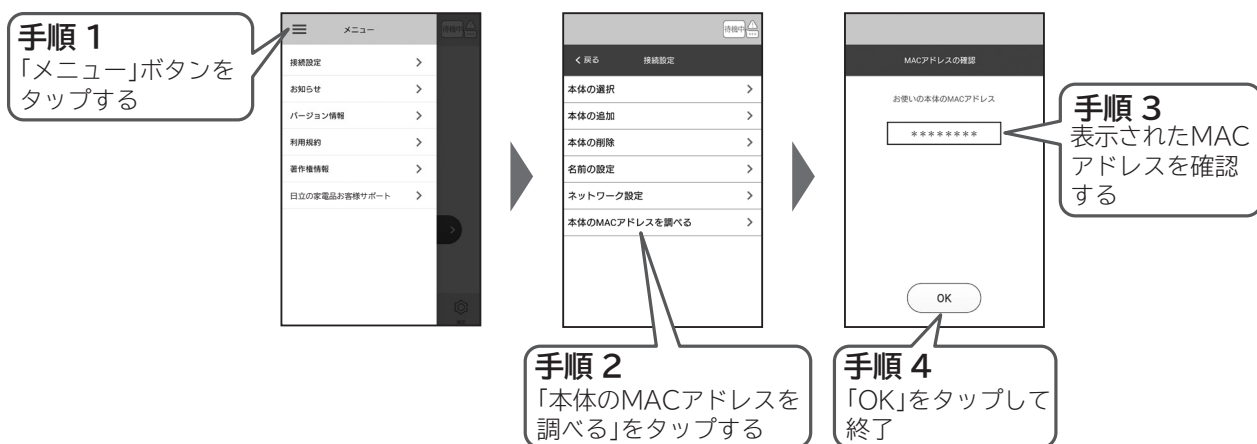 手順 1
「メニュー」ボタンを
タップする
メニュー
待機中
接続設定
お知らせ
バージョン情報
利用規約
著作権情報
日立の家電品お客様サポート
待機中
戻る 接続設定
本体の選択
本体の追加
本体の削除
名前の設定
ネットワーク設定
本体のMACアドレスを調べる
手順 2
「本体のMACアドレスを
調べる」をタップする
MACアドレスの確認
お使いの本体のMACアドレス
********
手順 3
表示されたMAC
アドレスを確認
する
OK
手順 4
「OK」をタップして
終了